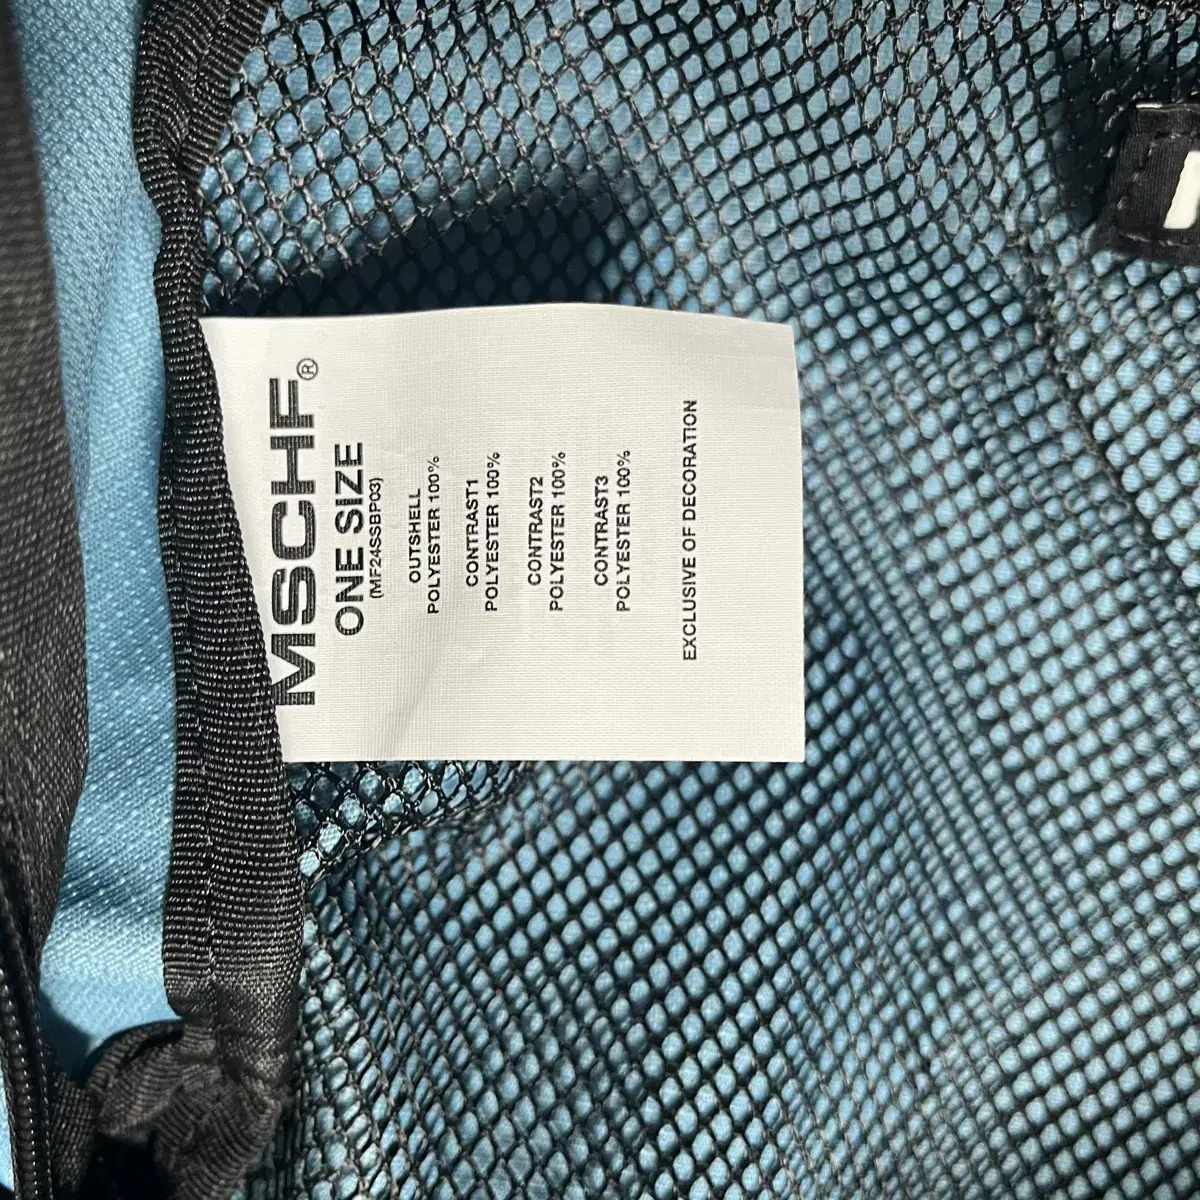 MSCHF®
ONE SIZE
(MF24SSBP03)
OUTSHELL
POLYESTER 100%
CONTRAST1
POLYESTER 100%
CONTRAST2
POLYESTER 100%
CONTRAST3
POLYESTER 100%
EXCLUSIVE OF DECORATION